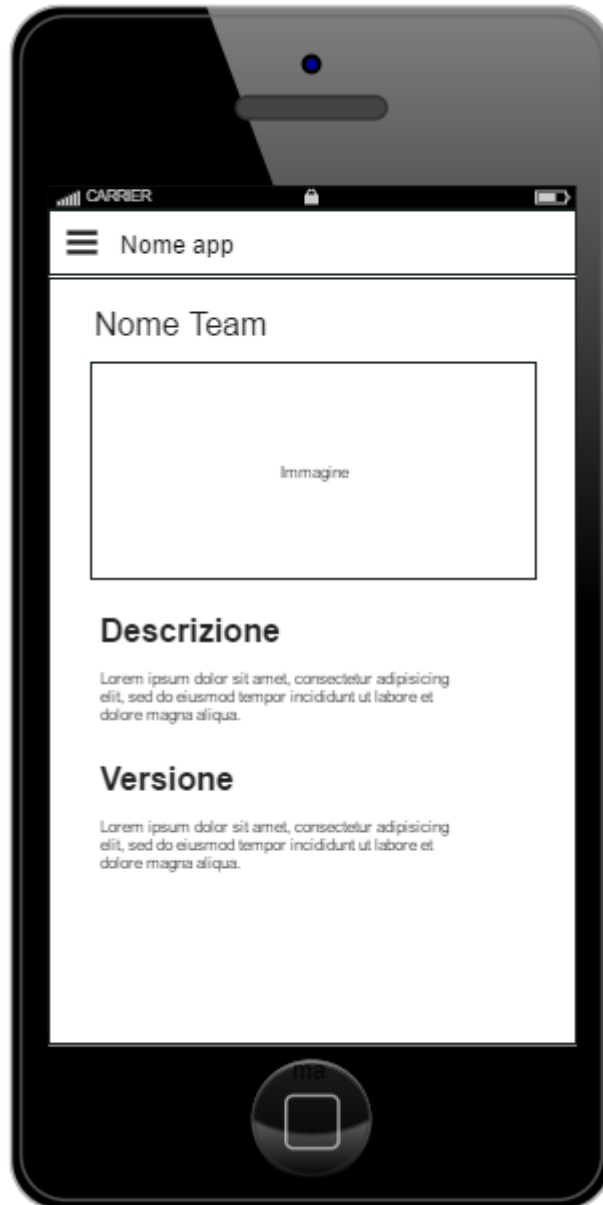 CARRIER
Nome app
Nome Team
Immagine
Descrizione
Lorem ipsum dolor sit amet, consectetur adipisicing
elit, sed do eiusmod tempor incididunt ut labore et
dolore magna aliqua.
Versione
Lorem ipsum dolor sit amet, consectetur adipisicing
elit, sed do eiusmod tempor incididunt ut labore et
dolore magna aliqua.
ma